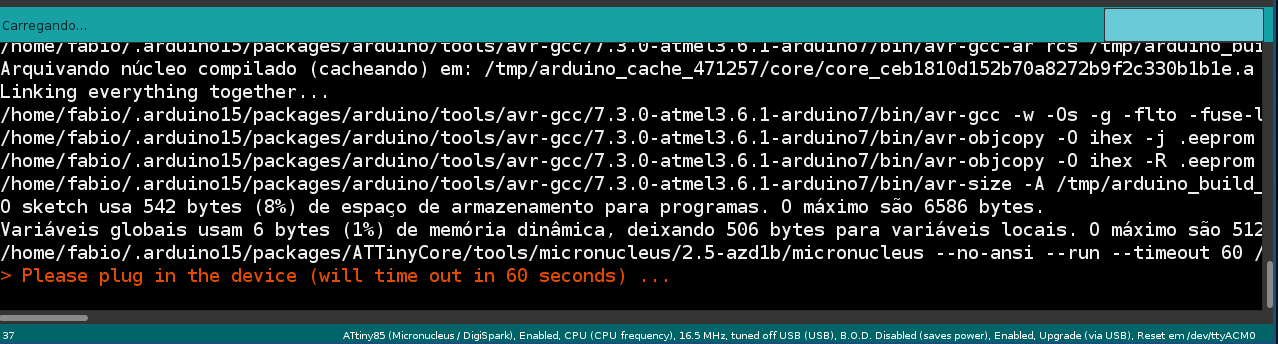 Carregando...
/home/fabio/.arduino15/packages/arduino/tools/avr-gcc/7.3.0-atmel3.6.1-arduino7/bin/avr-gcc-ar rcs /tmp/arduino_bui
Arquivando núcleo compilado (cacheando) em: /tmp/arduino_cache_471257/core/core_ceb1810d152b70a8272b9f2c330b1b1e.a
Linking everything together...
/home/fabio/.arduino15/packages/arduino/tools/avr-gcc/7.3.0-atmel3.6.1-arduino7/bin/avr-gcc -w -Os -g -flto -fuse-l
/home/fabio/.arduino15/packages/arduino/tools/avr-gcc/7.3.0-atmel3.6.1-arduino7/bin/avr-objcopy -O ihex -j .eeprom
/home/fabio/.arduino15/packages/arduino/tools/avr-gcc/7.3.0-atmel3.6.1-arduino7/bin/avr-objcopy -O ihex -R .eeprom
/home/fabio/.arduino15/packages/arduino/tools/avr-gcc/7.3.0-atmel3.6.1-arduino7/bin/avr-size -A /tmp/arduino_build_
O sketch usa 542 bytes (8%) de espaço de armazenamento para programas. O máximo são 6586 bytes.
Variáveis globais usam 6 bytes (1%) de memória dinâmica, deixando 506 bytes para variáveis locais. O máximo são 512
/home/fabio/.arduino15/packages/ATTinyCore/tools/micronucleus/2.5-azd1b/micronucleus --no-ansi --run --timeout 60 /
> Please plug in the device (will time out in 60 seconds) ...
37 ATtiny85 (Micronucleus / DigiSpark), Enabled, CPU (CPU frequency), 16.5 MHz, tuned off USB (USB), B.O.D. Disabled (saves power), Enabled, Upgrade (via USB), Reset em /dev/ttyACM0